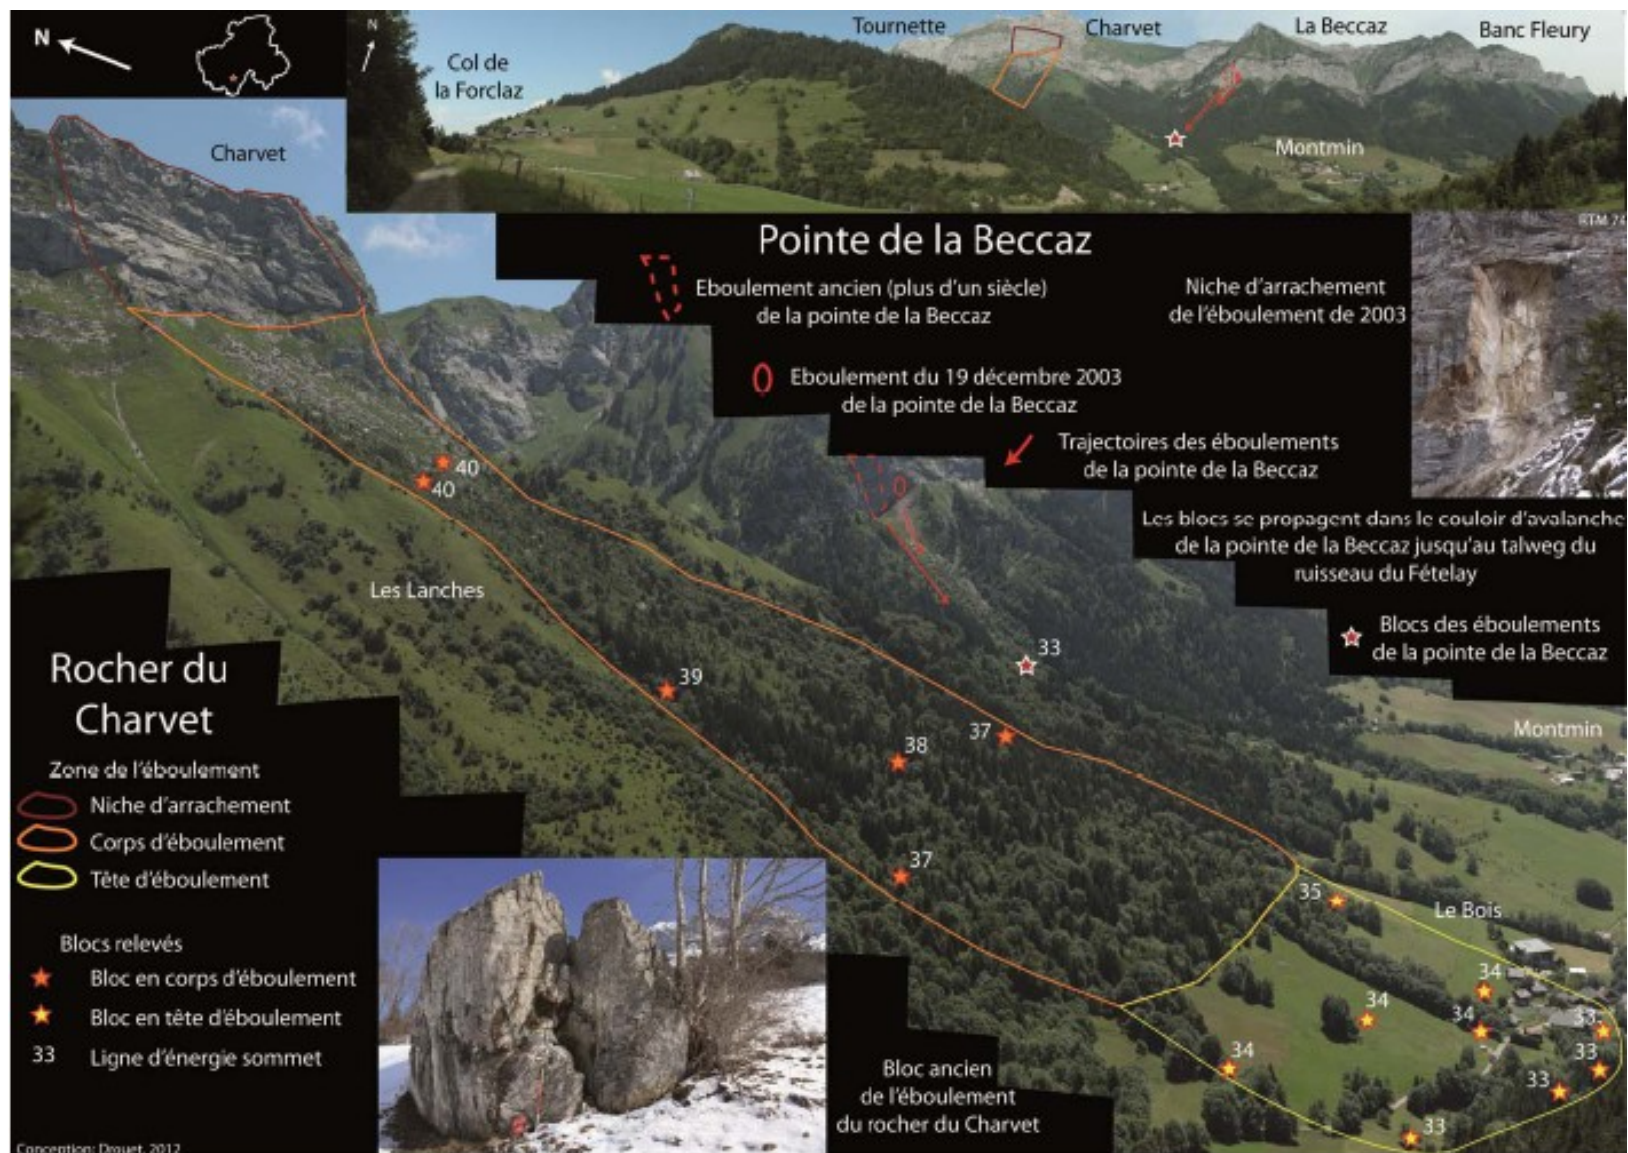 N
N
Col de
la Forclaz
Tournette
Charvet
La Beccaz
Banc Fleury
Montmin
Charvet
Pointe de la Beccaz
Eboulement ancien (plus d'un siècle)
de la pointe de la Beccaz
Niche d'arrachement
de l'éboulement de 2003
RTM 74
Eboulement du 19 décembre 2003
de la pointe de la Beccaz
Trajectoires des éboulements
de la pointe de la Beccaz
Les blocs se propagent dans le couloir d'avalanche
de la pointe de la Beccaz jusqu'au talweg du
ruisseau du Fételay
Blocs des éboulements
de la pointe de la Beccaz
40
40
Les Lanches
33
39
37
38
37
Montmin
35
Le Bois
34
34
34
33
33
34
33
33
Rocher du
Charvet
Zone de l'éboulement
Niche d'arrachement
Corps d'éboulement
Tête d'éboulement
Blocs relevés
Bloc en corps d'éboulement
Bloc en tête d'éboulement
33 Ligne d'énergie sommet
Bloc ancien
de l'éboulement
du rocher du Charvet
Conception: Drouet, 2012